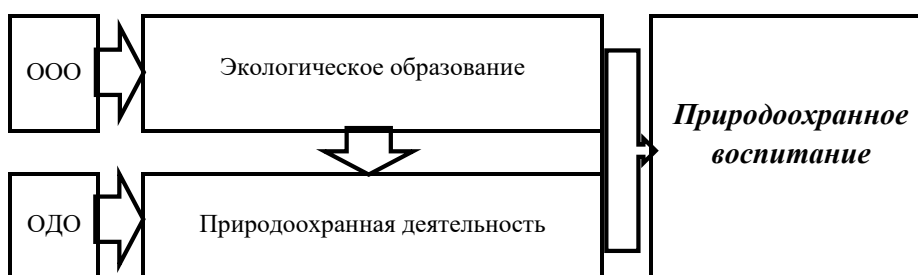 ООО
Экологическое образование
ОДО
Природоохранная деятельность
Природоохранное
воспитание